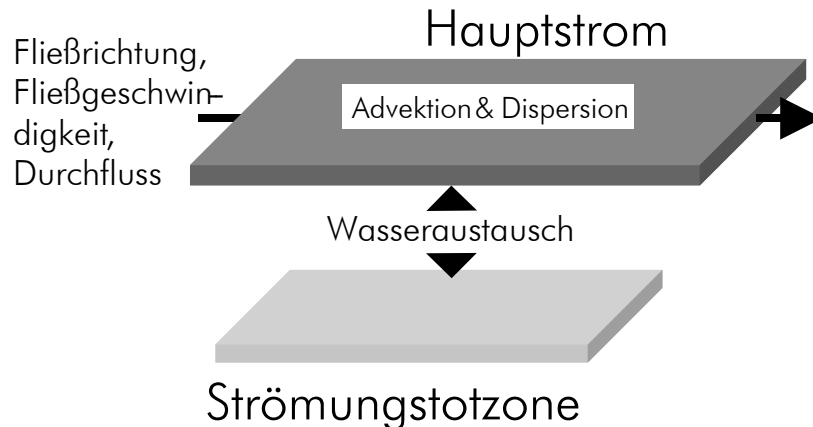 Hauptstrom
Fließrichtung,
Fließgeschwin-
digkeit,
Durchfluss
Advektion & Dispersion
Wasseraustausch
Strömungstotzone